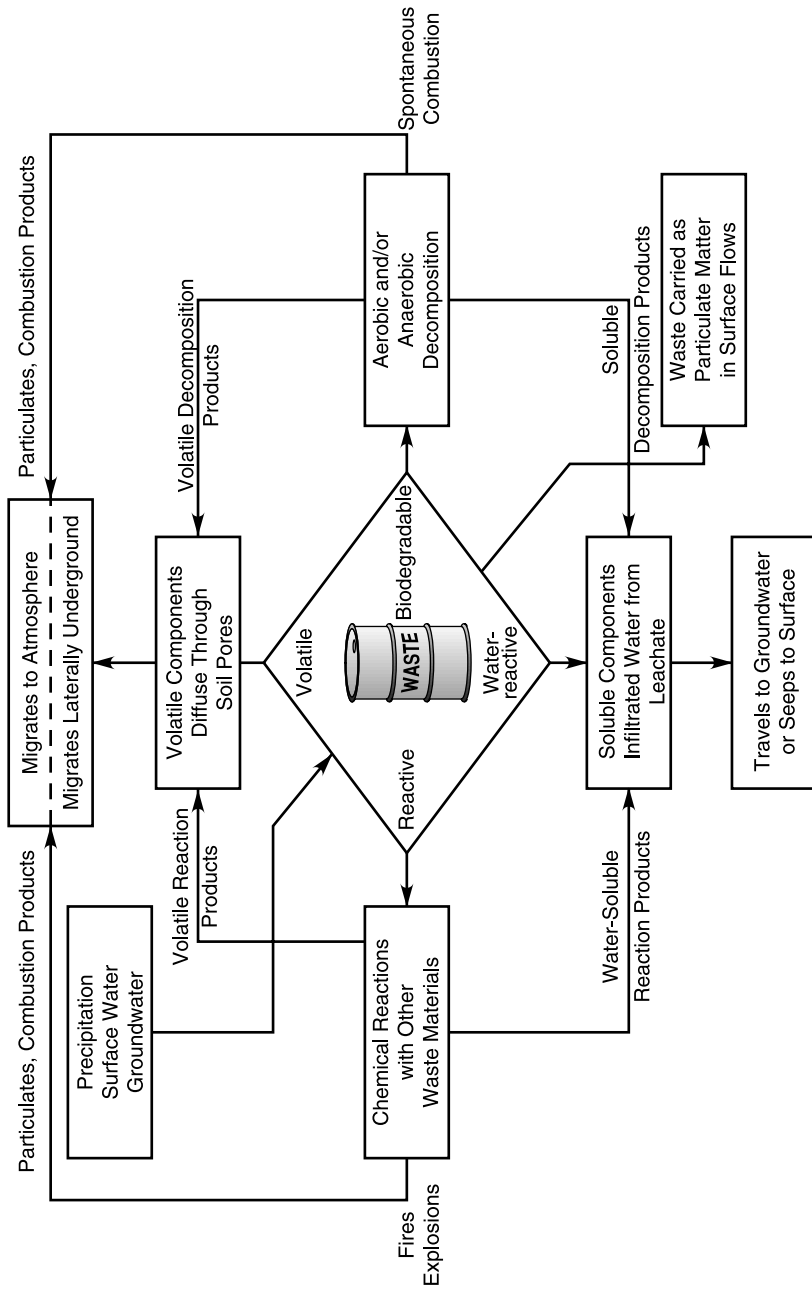 Particulates, Combustion Products
Particulates, Combustion Products
Migrates to Atmosphere
Migrates Laterally Underground
Precipitation
Surface Water
Groundwater
Volatile Reaction
Products
Volatile Components
Diffuse Through
Soil Pores
Volatile Decomposition
Products
Fires
Explosions
Chemical Reactions
with Other
Waste Materials
Reactive
Volatile
WASTE
Biodegradable
Water-
reactive
Aerobic and/or
Anaerobic
Decomposition
Spontaneous
Combustion
Water-Soluble
Reaction Products
Soluble Components
Infiltrated Water from
Leachate
Soluble
Decomposition Products
Waste Carried as
Particulate Matter
in Surface Flows
Travels to Groundwater
or Seeps to Surface